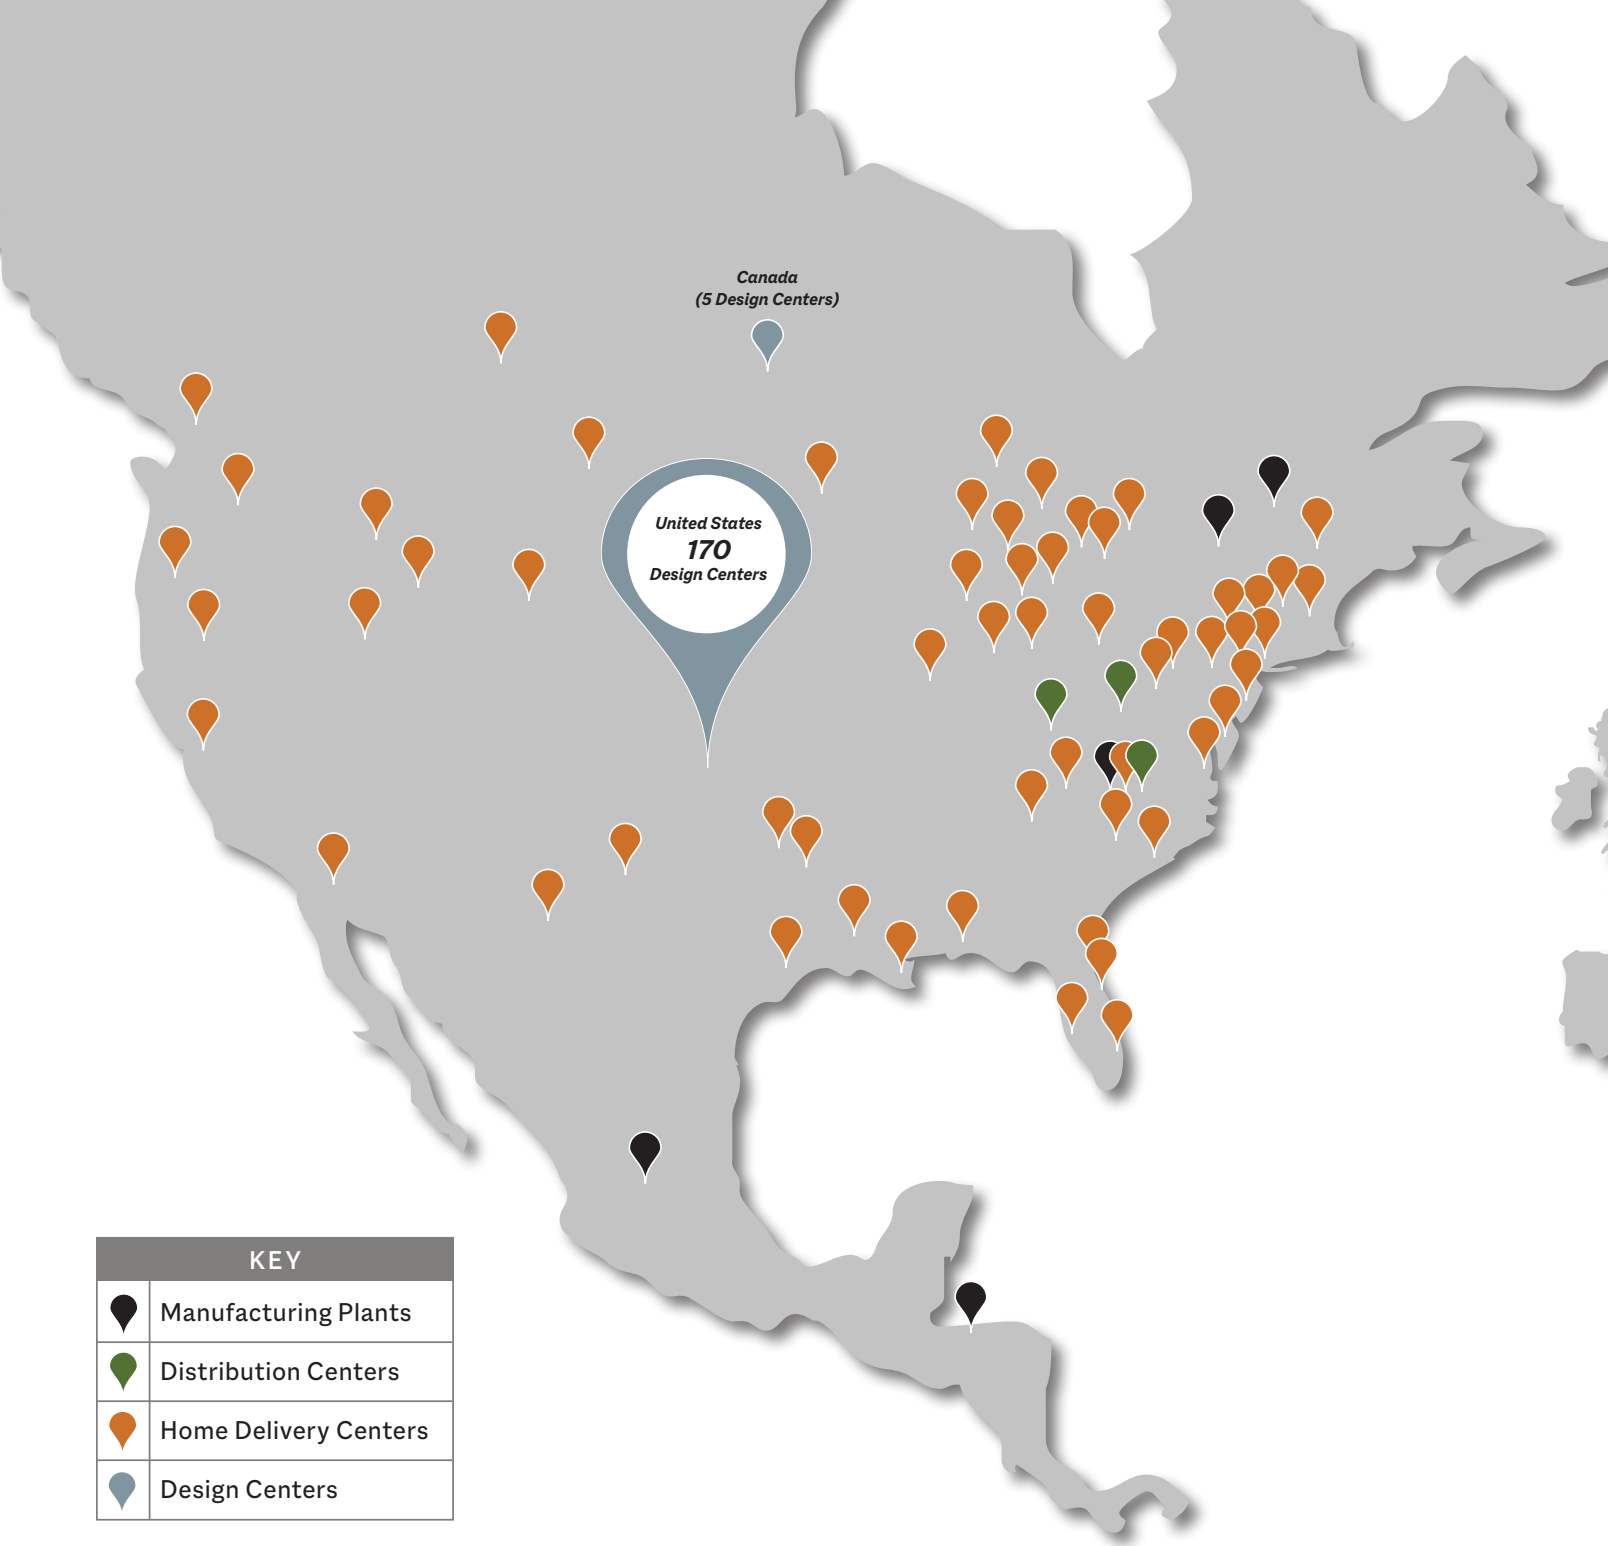 Canada
(5 Design Centers)
United States
170
Design Centers
KEY
Manufacturing Plants
Distribution Centers
Home Delivery Centers
Design Centers